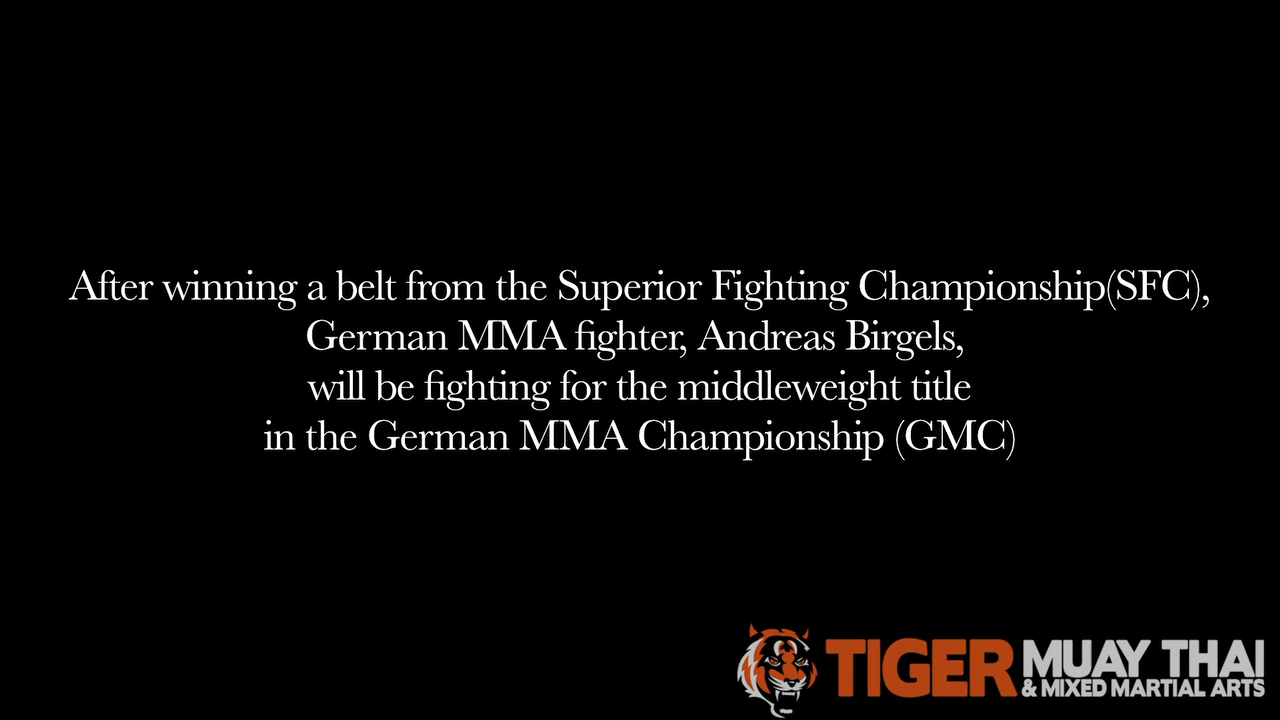 After winning a belt from the Superior Fighting Championship(SFC),
German MMA fighter, Andreas Birgels,
will be fighting for the middleweight title
in the German MMA Championship (GMC)
TIGER MUAY THAI
& MIXED MARTIAL ARTS